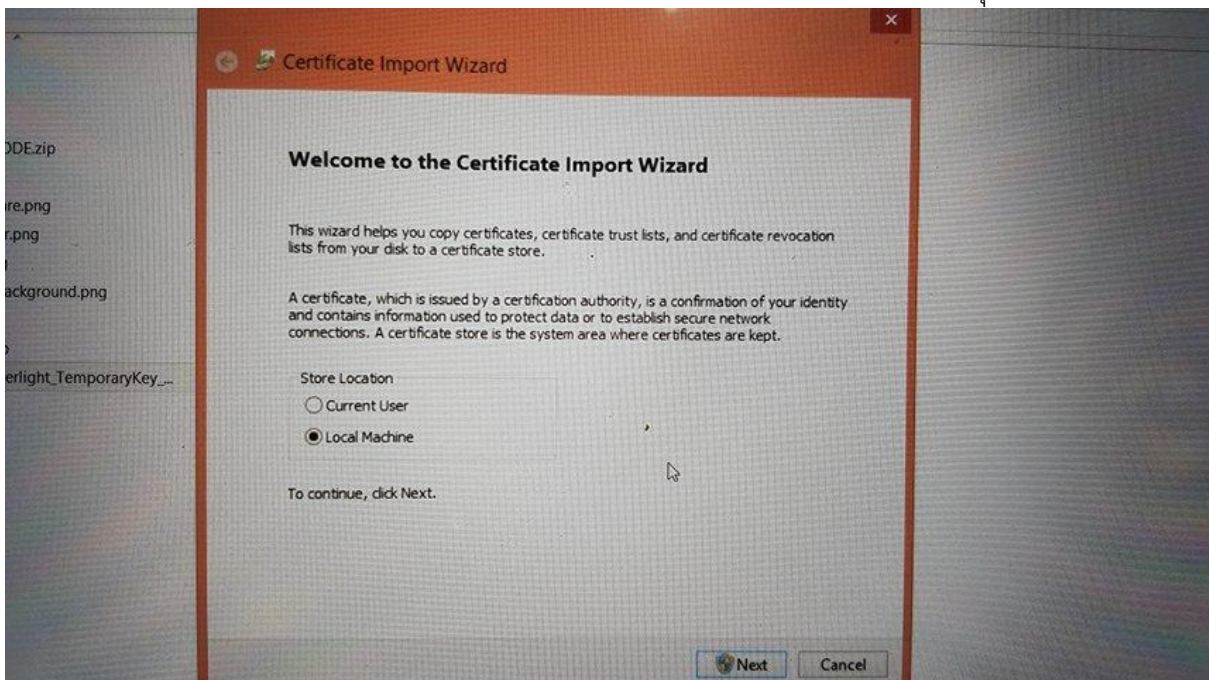 Certificate Import Wizard
Welcome to the Certificate Import Wizard
This wizard helps you copy certificates, certificate trust lists, and certificate revocation
lists from your disk to a certificate store.
A certificate, which is issued by a certification authority, is a confirmation of your identity
and contains information used to protect data or to establish secure network
connections. A certificate store is the system area where certificates are kept.
Store Location
Current User
Local Machine
To continue, click Next.
Next Cancel
DDE.zip
re.png
r.png
ackground.png
erlight_TemporaryKey_...